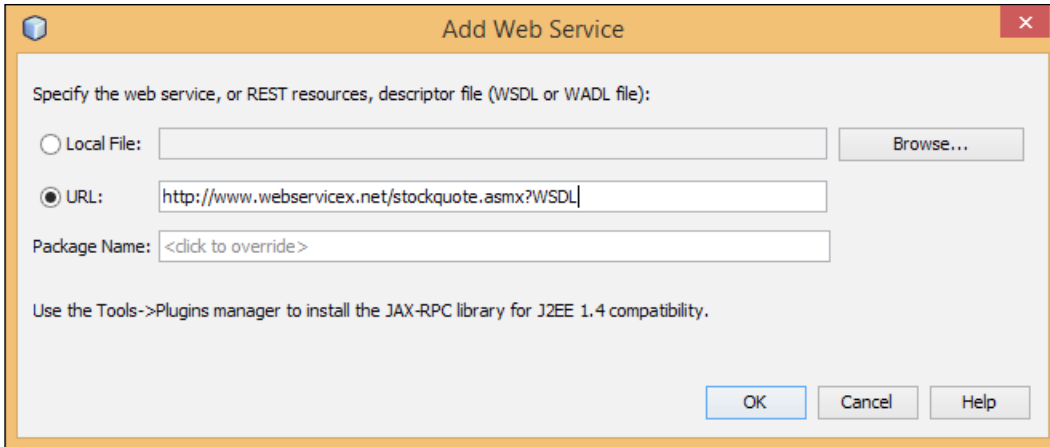 Add Web Service
Specify the web service, or REST resources, descriptor file (WSDL or WADL file):
Local File: Browse...
URL: http://www.webservicex.net/stockquote.asmx?WSDL
Package Name: <click to override>
Use the Tools->Plugins manager to install the JAX-RPC library for J2EE 1.4 compatibility.
OK Cancel Help